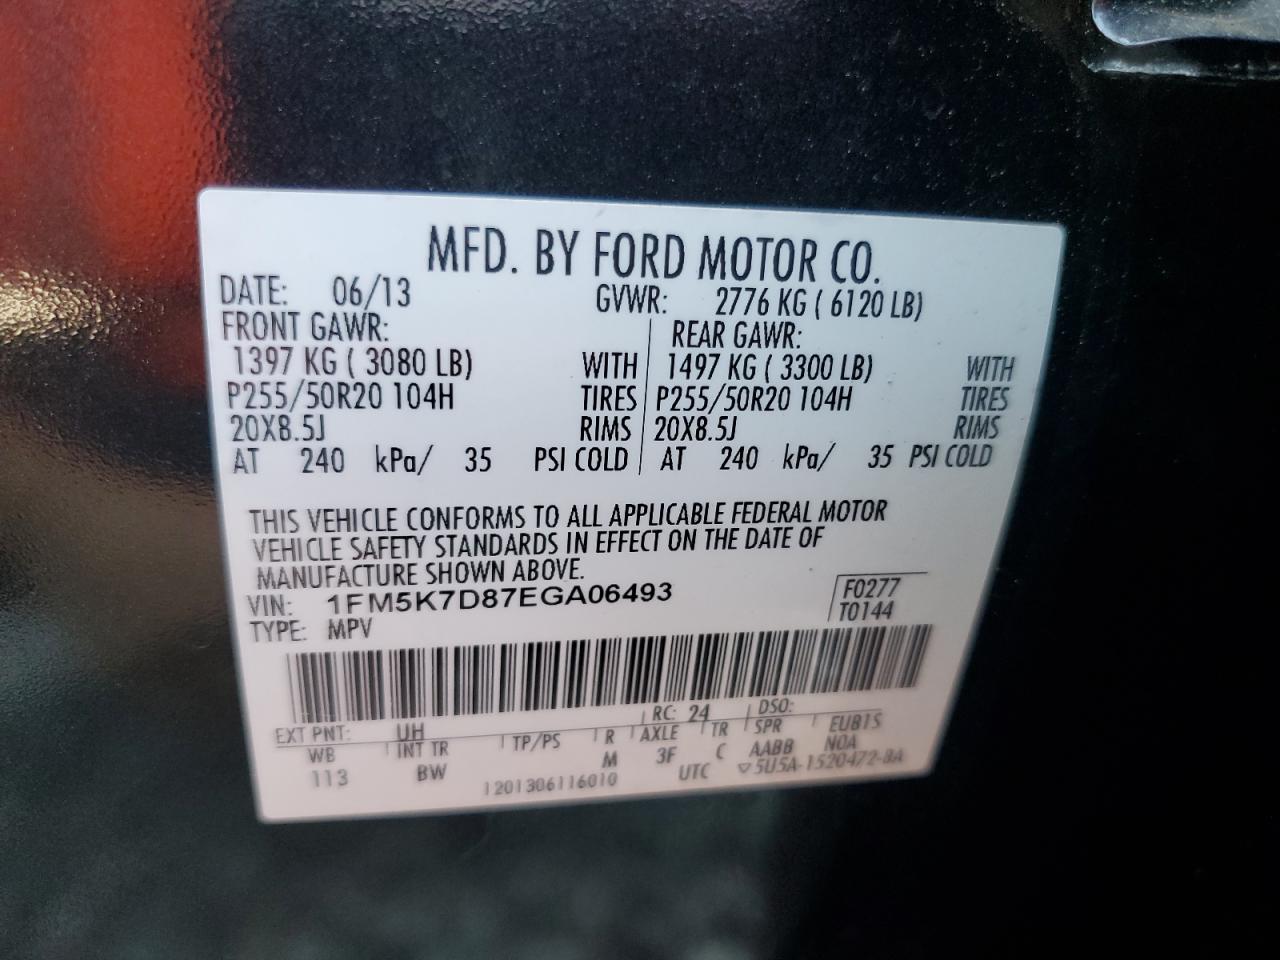 MFD. BY FORD MOTOR CO.
DATE: 06/13 GVWR: 2776 KG ( 6120 LB)
FRONT GAWR: REAR GAWR:
1397 KG ( 3080 LB) WITH 1497 KG ( 3300 LB) WITH
P255/50R20 104H TIRES P255/50R20 104H TIRES
20X8.5J RIMS 20X8.5J RIMS
AT 240 kPa/ 35 PSI COLD AT 240 kPa/ 35 PSI COLD
THIS VEHICLE CONFORMS TO ALL APPLICABLE FEDERAL MOTOR
VEHICLE SAFETY STANDARDS IN EFFECT ON THE DATE OF
MANUFACTURE SHOWN ABOVE.
VIN: 1FM5K7D87EGA06493 F0277
TYPE: MPV T0144
EXT PNT: UH RC: 24 DSO:
WB INT TR TP/PS R AXLE TR SPR EU81S
113 BW M 3F C AABB NOA
1201306116010 UTC ▽5U5A-1520472-BA